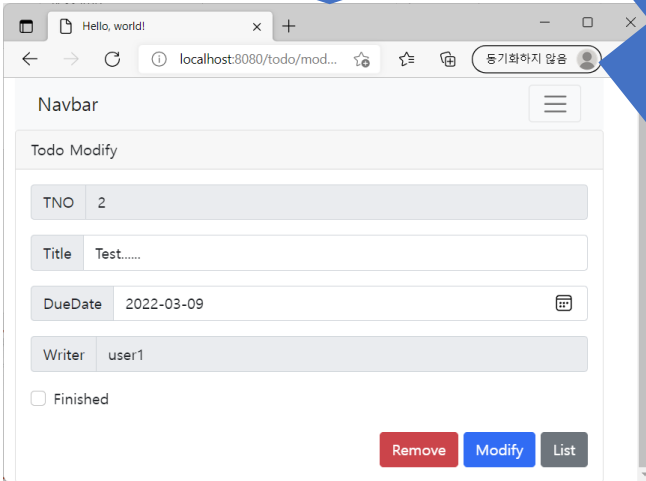 Hello, world!
localhost:8080/todo/mod...
동기화하지 않음
Navbar
Todo Modify
TNO 2
Title Test......
DueDate 2022-03-09
Writer user1
Finished
Remove Modify List